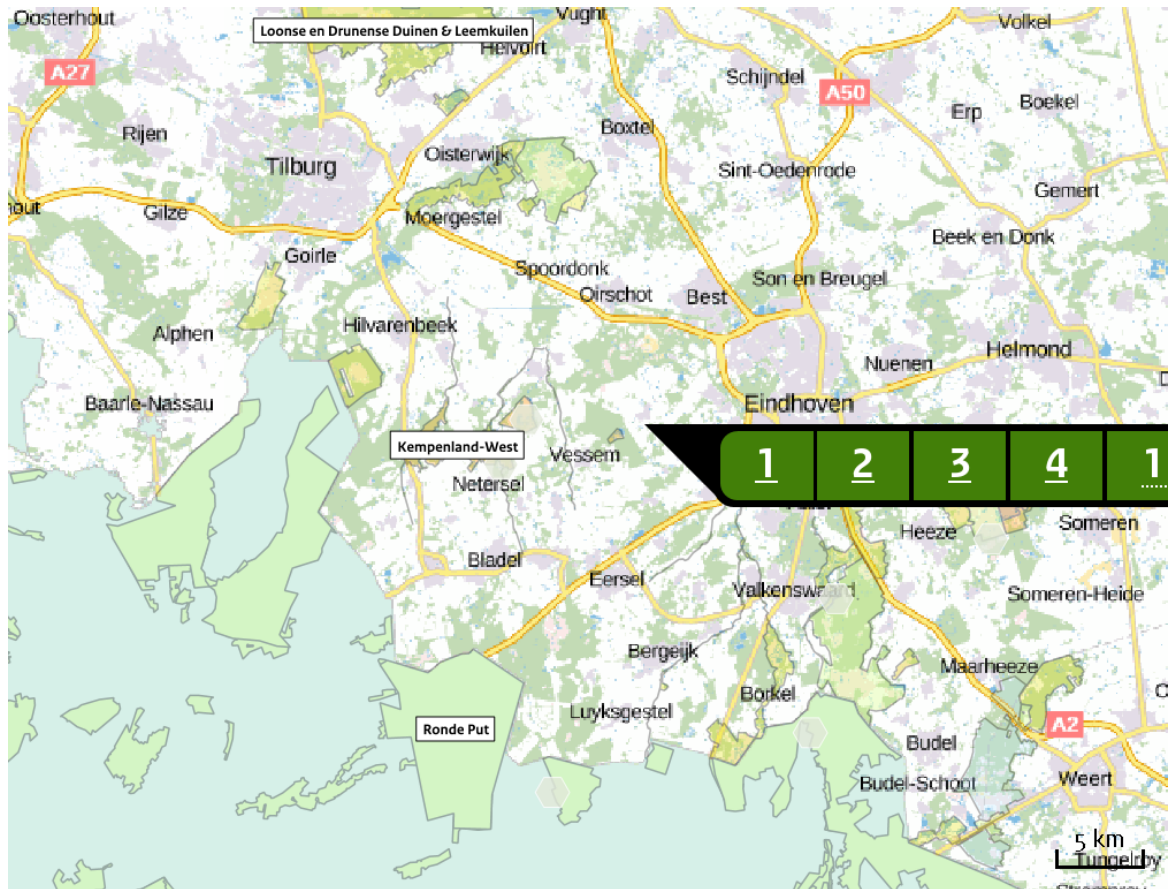 Oosterhout
Loonse en Drunense Duinen & Leemkuilen
Vught
Volkel
Helvoirt
A27
Schijndel
A50
Erp
Boekel
Rijen
Boxtel
Oisterwijk
Tilburg
Sint-Oedenrode
Gemert
hout
Gilze
Moergestel
Beek en Donk
Goirle
Spoordonk
Son en Breugel
Oirschot
Best
Alphen
Hilvarenbeek
Nuenen
Helmond
Baarle-Nassau
Eindhoven
Kempenland-West
Vessem
1
2
3
4
1
Netersel
Heeze
Someren
Bladel
Eersel
Valkenswaard
Someren-Heide
Bergeijk
Maarheeze
Borkel
Luyksgestel
Ronde Put
A2
Budel
Budel-Schoot
Weert
5 km
Tungelroy